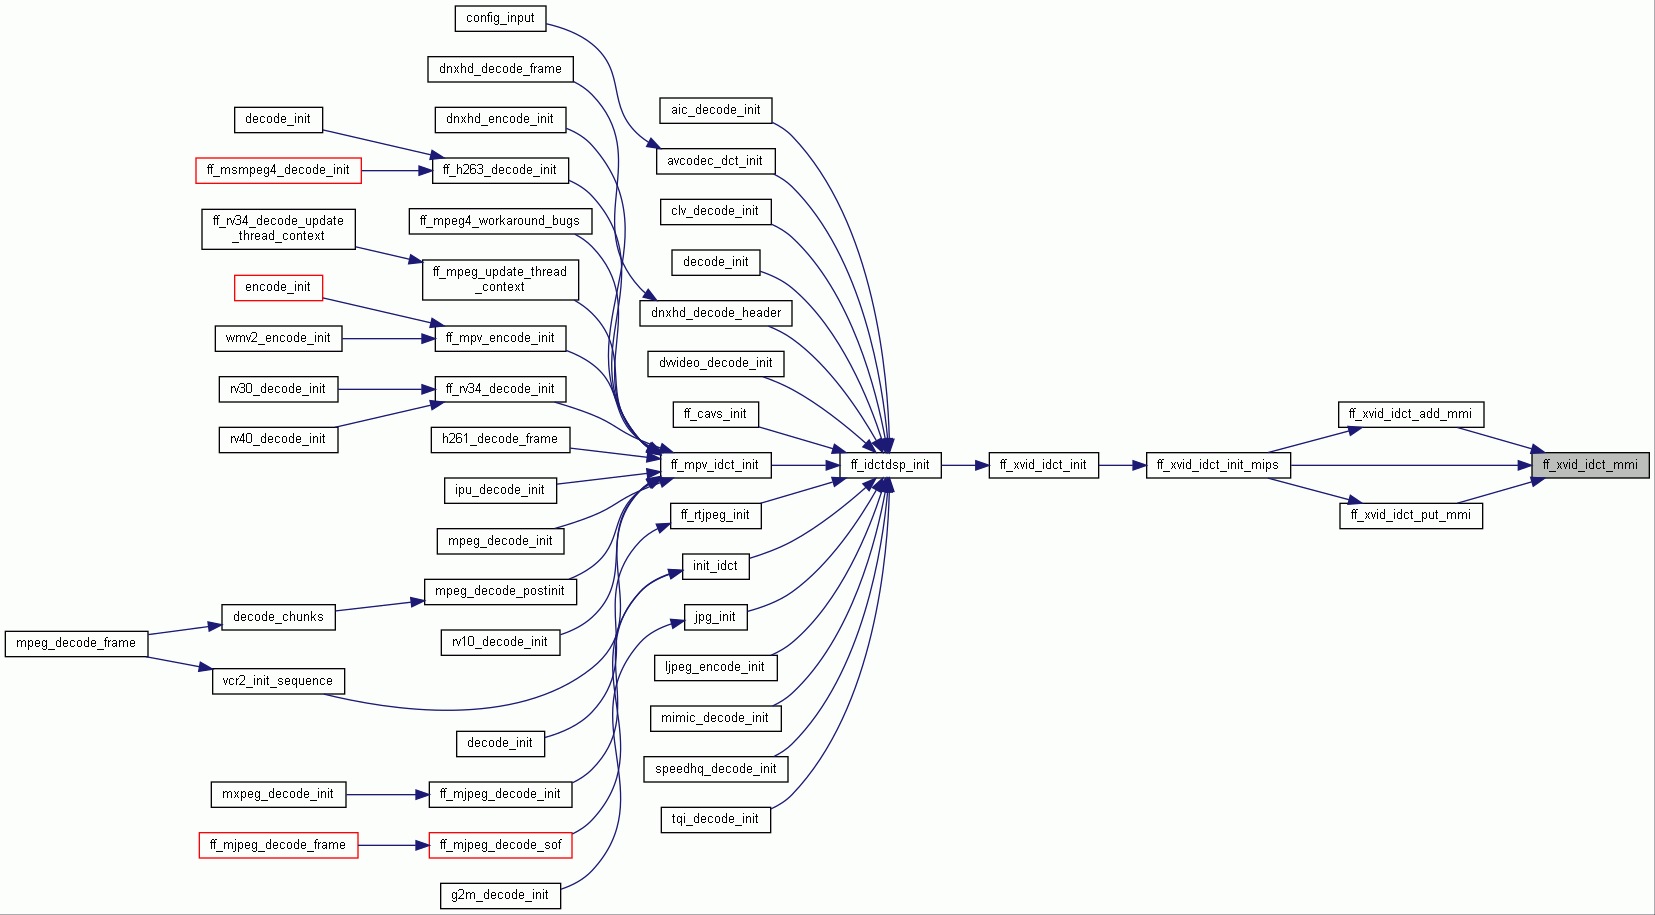 config_input
dnxhd_decode_frame
aic_decode_init
decode_init
dnxhd_encode_init
avcodec_dct_init
ff_msmpeg4_decode_init
ff_h263_decode_init
clv_decode_init
ff_rv34_decode_update
_thread_context
ff_mpeg4_workaround_bugs
decode_init
ff_mpeg_update_thread
_context
encode_init
dnxhd_decode_header
wmv2_encode_init
ff_mpv_encode_init
dvvideo_decode_init
rv30_decode_init
ff_rv34_decode_init
ff_cavs_init
ff_xvid_idct_add_mmi
rv40_decode_init
h261_decode_frame
ff_mpv_idct_init
ff_idctdsp_init
ff_xvid_idct_init
ff_xvid_idct_init_mips
ff_xvid_idct_mmi
ipu_decode_init
ff_rtjpeg_init
ff_xvid_idct_put_mmi
mpeg_decode_init
init_idct
mpeg_decode_postinit
decode_chunks
jpg_init
mpeg_decode_frame
rv10_decode_init
ljpeg_encode_init
vcr2_init_sequence
mimic_decode_init
decode_init
speedhq_decode_init
mxpeg_decode_init
ff_mjpeg_decode_init
tqi_decode_init
ff_mjpeg_decode_frame
ff_mjpeg_decode_sof
g2m_decode_init